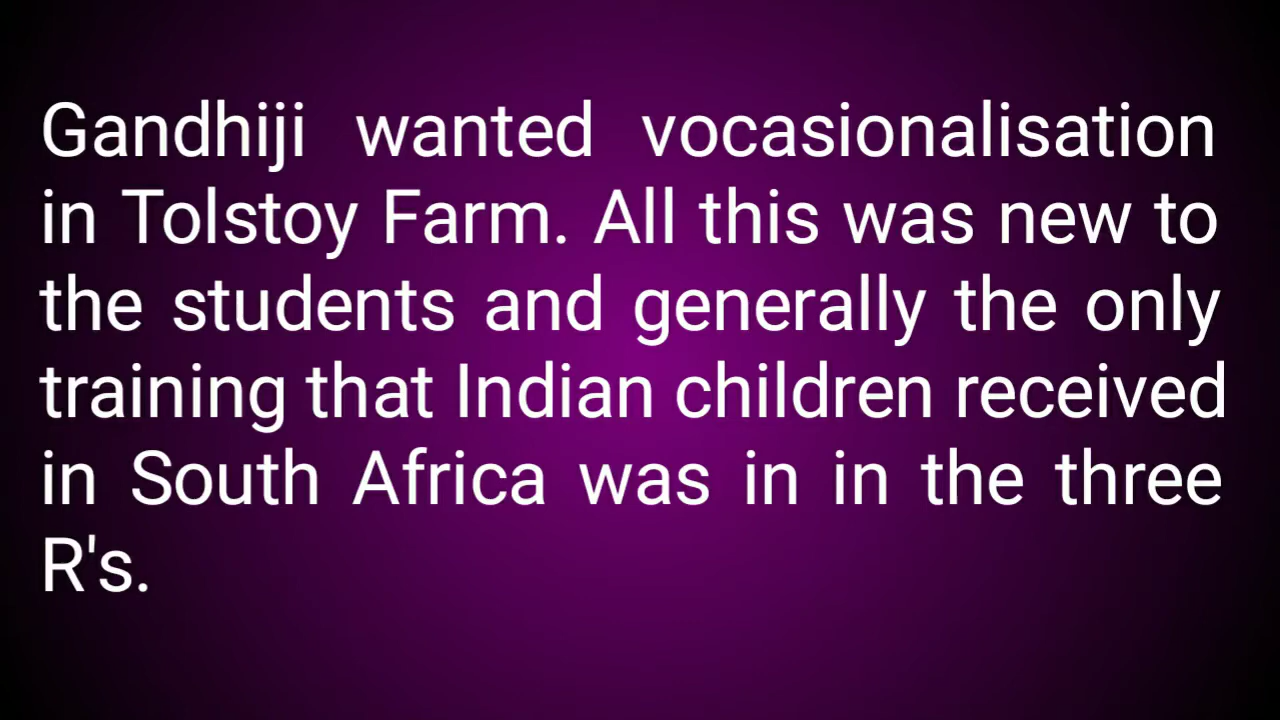 Gandhiji wanted vocasionalisation
in Tolstoy Farm. All this was new to
the students and generally the only
training that Indian children received
in South Africa was in in the three
R's.